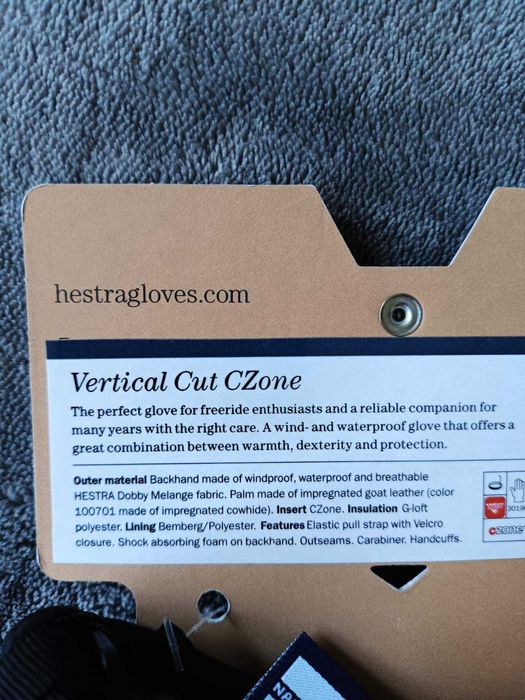 hestragloves.com
Vertical Cut CZone
The perfect glove for freeride enthusiasts and a reliable companion for
many years with the right care. A wind- and waterproof glove that offers a
great combination between warmth, dexterity and protection.
Outer material Backhand made of windproof, waterproof and breathable
HESTRA Dobby Melange fabric. Palm made of impregnated goat leather (color
100701 made of impregnated cowhide). Insert CZone. Insulation G-loft
polyester. Lining Bemberg/Polyester. Features Elastic pull strap with Velcro
closure. Shock absorbing foam on backhand. Outseams. Carabiner. Handcuffs.
czone